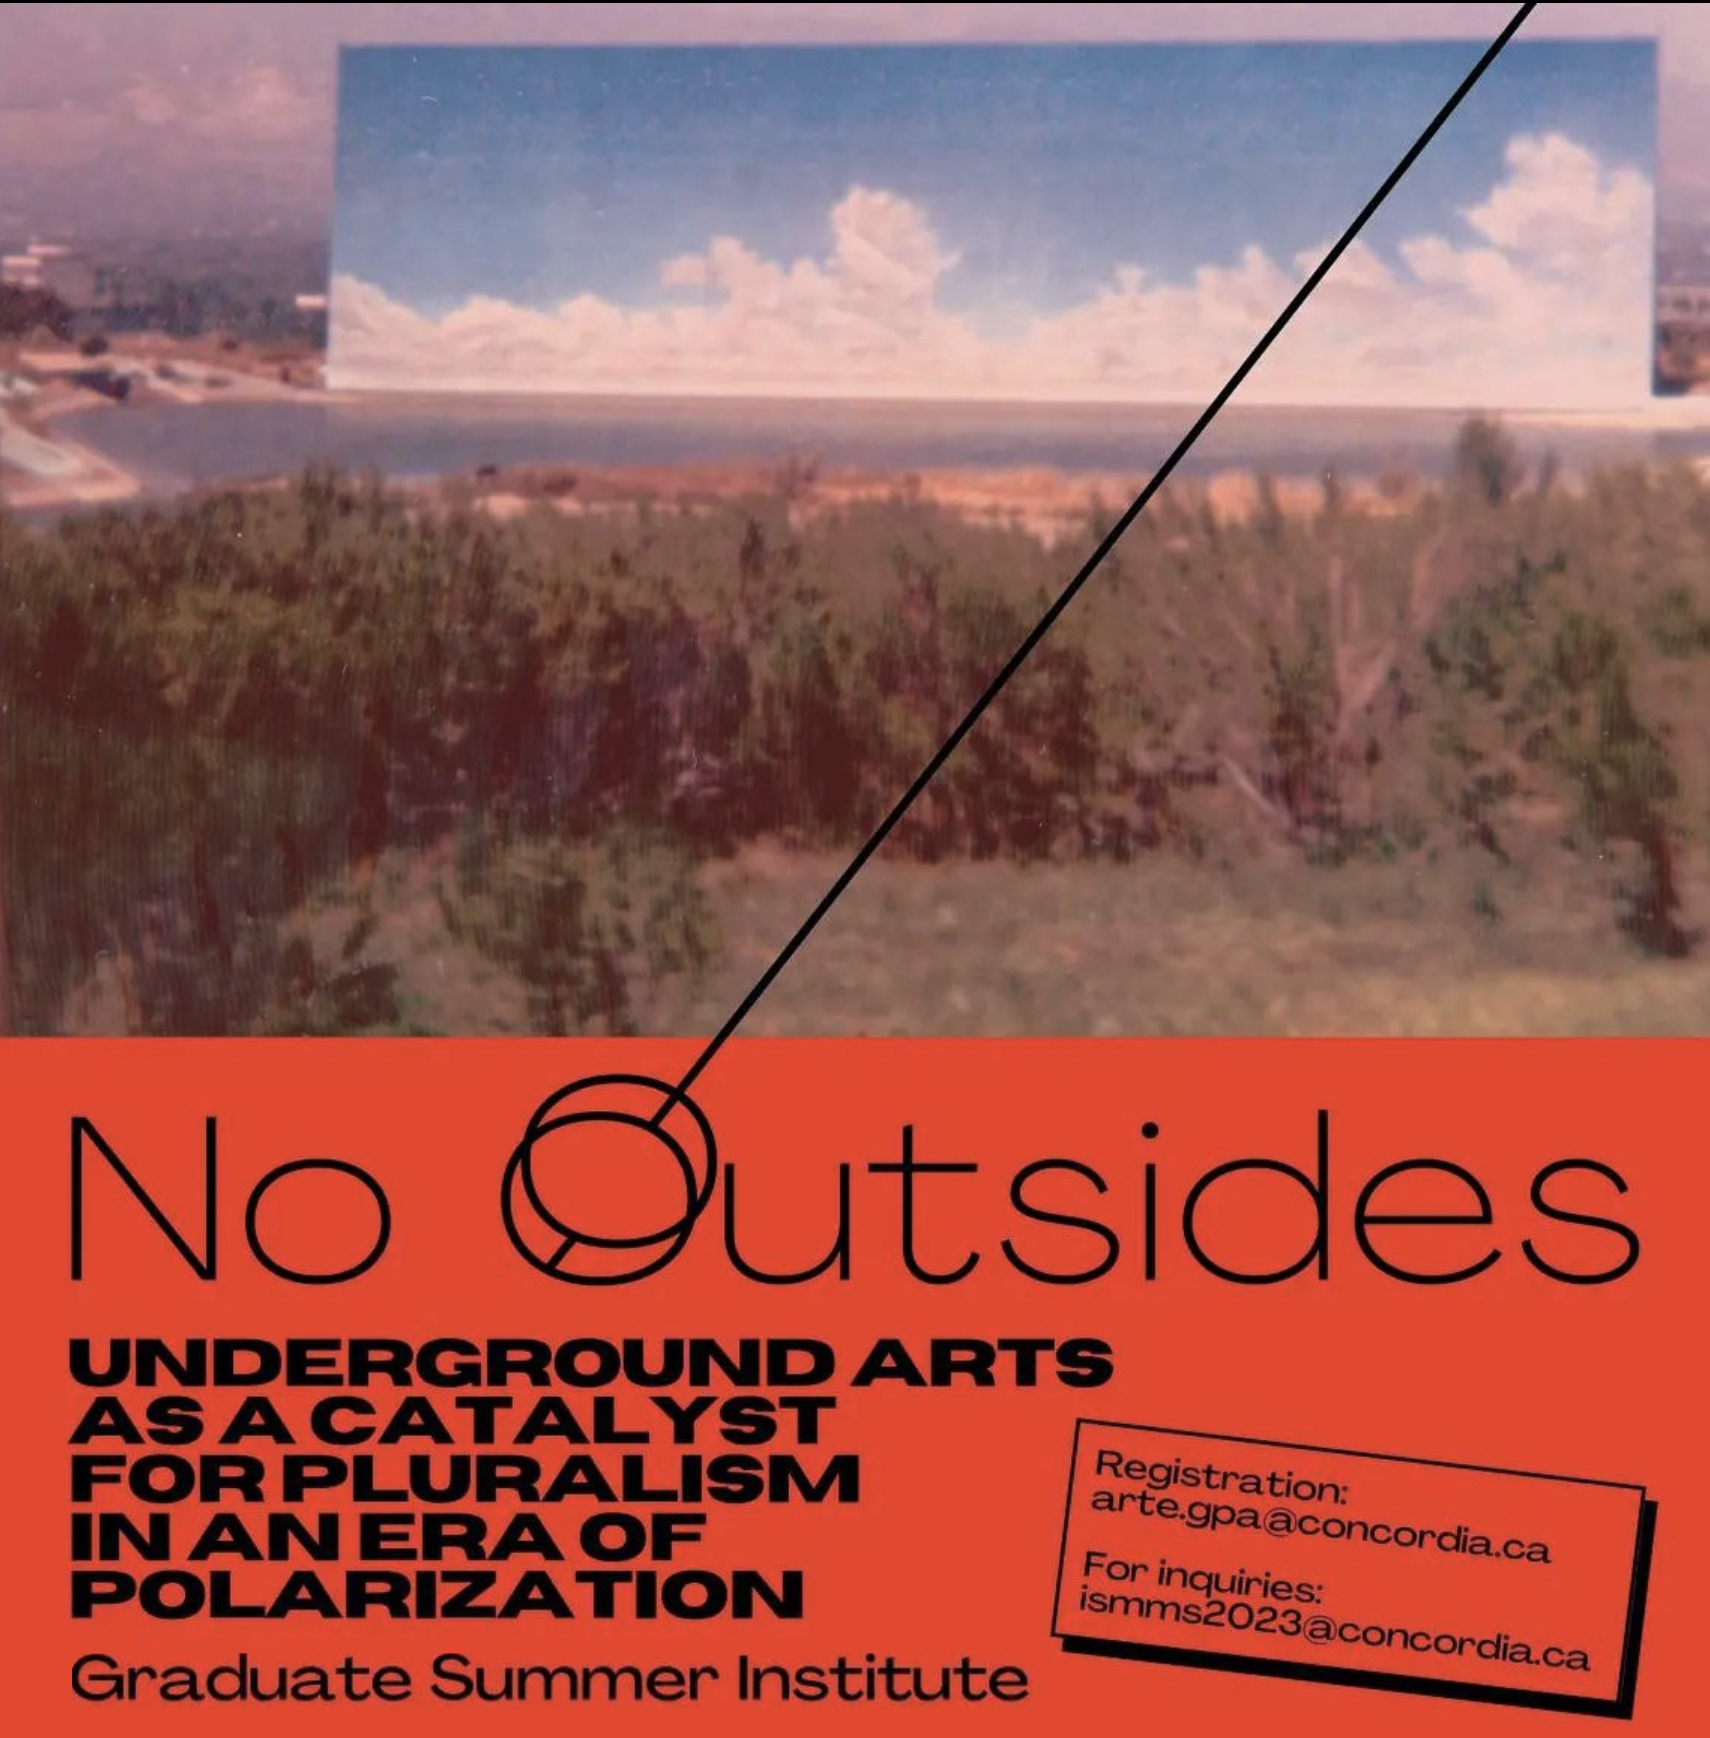 No Outsides
UNDERGROUND ARTS
AS A CATALYST
FOR PLURALISM
IN AN ERA OF
POLARIZATION
Graduate Summer Institute
Registration:
arte.gpa@concordia.ca
For inquiries:
ismms2023@concordia.ca